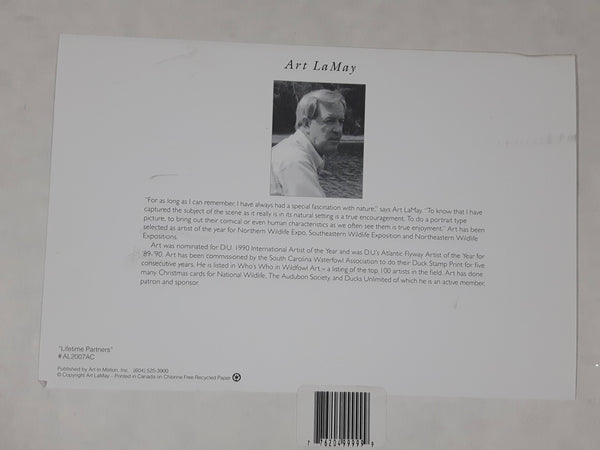 Art LaMay
"For as long as I can remember, I have always had a special fascination with nature," says Art LaMay. "To know that I have
captured the subject of the scene as it really is in its natural setting is a true encouragement. To do a portrait type
picture, to bring out their comical or even human characteristics as we often see them is true enjoyment." Art has been
selected as artist of the year for Northern Wildlife Expo, Southeastern Wildlife Exposition and Northeastern Wildlife
Expositions.
Art was nominated for D.U. 1990 International Artist of the Year and was D.U.'s Atlantic Flyway Artist of the Year for
'89-'90. Art has been commissioned by the South Carolina Waterfowl Association to do their Duck Stamp Print for five
consecutive years. He is listed in Who's Who in Wildfowl Art – a listing of the top 100 artists in the field. Art has done
many Christmas cards for National Wildlife, The Audubon Society, and Ducks Unlimited of which he is an active member,
patron and sponsor.
"Lifetime Partners"
#AL2007AC
Published by Art in Motion, Inc. (604) 525-3900
© Copyright Art LaMay - Printed in Canada on Chlorine Free Recycled Paper
7 62049 99999 9